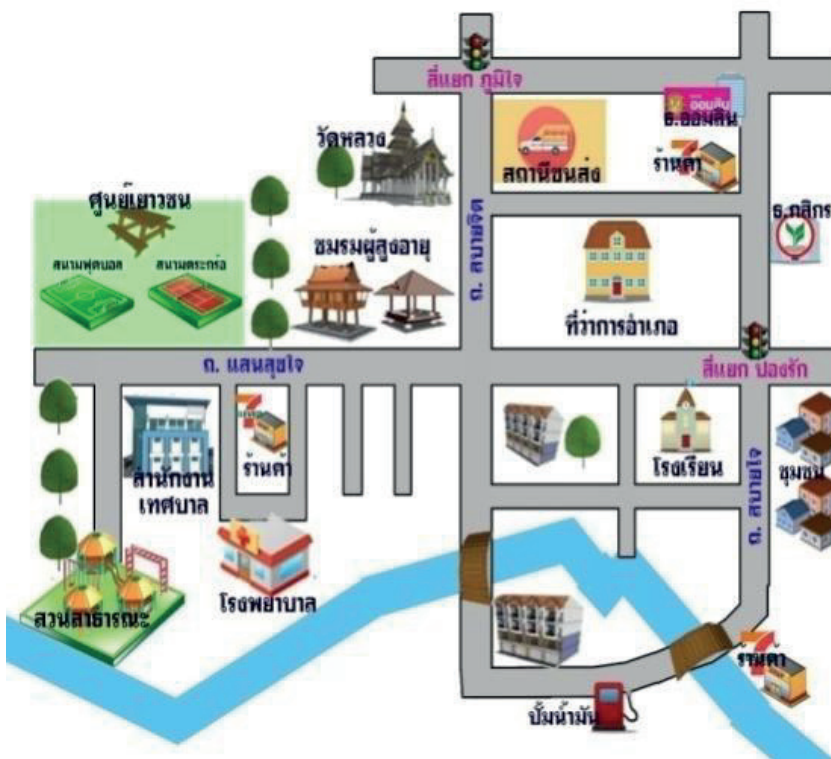 สี่แยก ภูมิใจ
ออมสิน
ธ.ออมสิน
วัดหลวง
สถานีขนส่ง
7
ร้านค้า
ศูนย์เยาวชน
ธ.กสิกร
ถ. สบายจิต
สนามฟุตบอล
สนามตระกร้อ
ชมรมผู้สูงอายุ
ที่ว่าการอำเภอ
ถ. แสนสุขใจ
สี่แยก ปองรัก
7
สำนักงาน
เทศบาล
ร้านค้า
โรงเรียน
ชุมชน
ถ. สบายใจ
โรงพยาบาล
สวนสาธารณะ
7
ร้านค้า
ปั๊มน้ำมัน